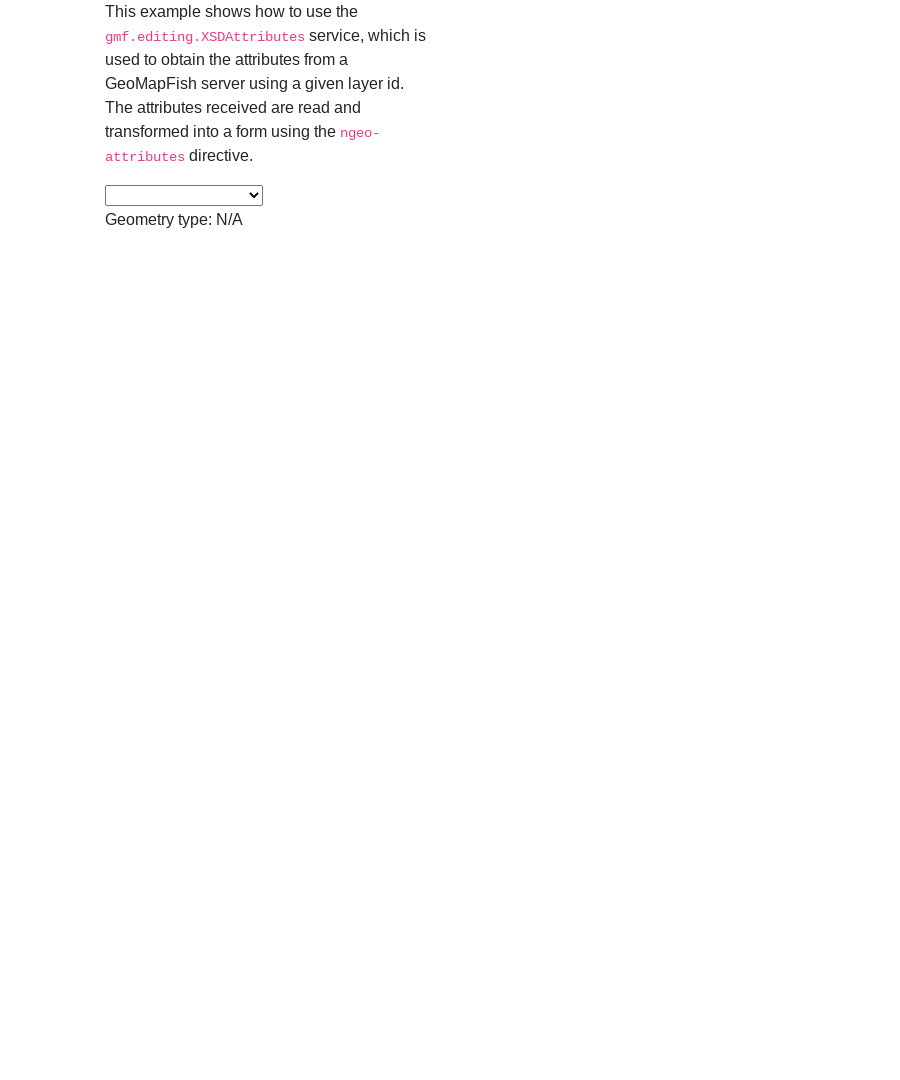 This example shows how to use the
gmf.editing.XSDAttributes service, which is
used to obtain the attributes from a
GeoMapFish server using a given layer id.
The attributes received are read and
transformed into a form using the ngeo-
attributes directive.
Geometry type: N/A